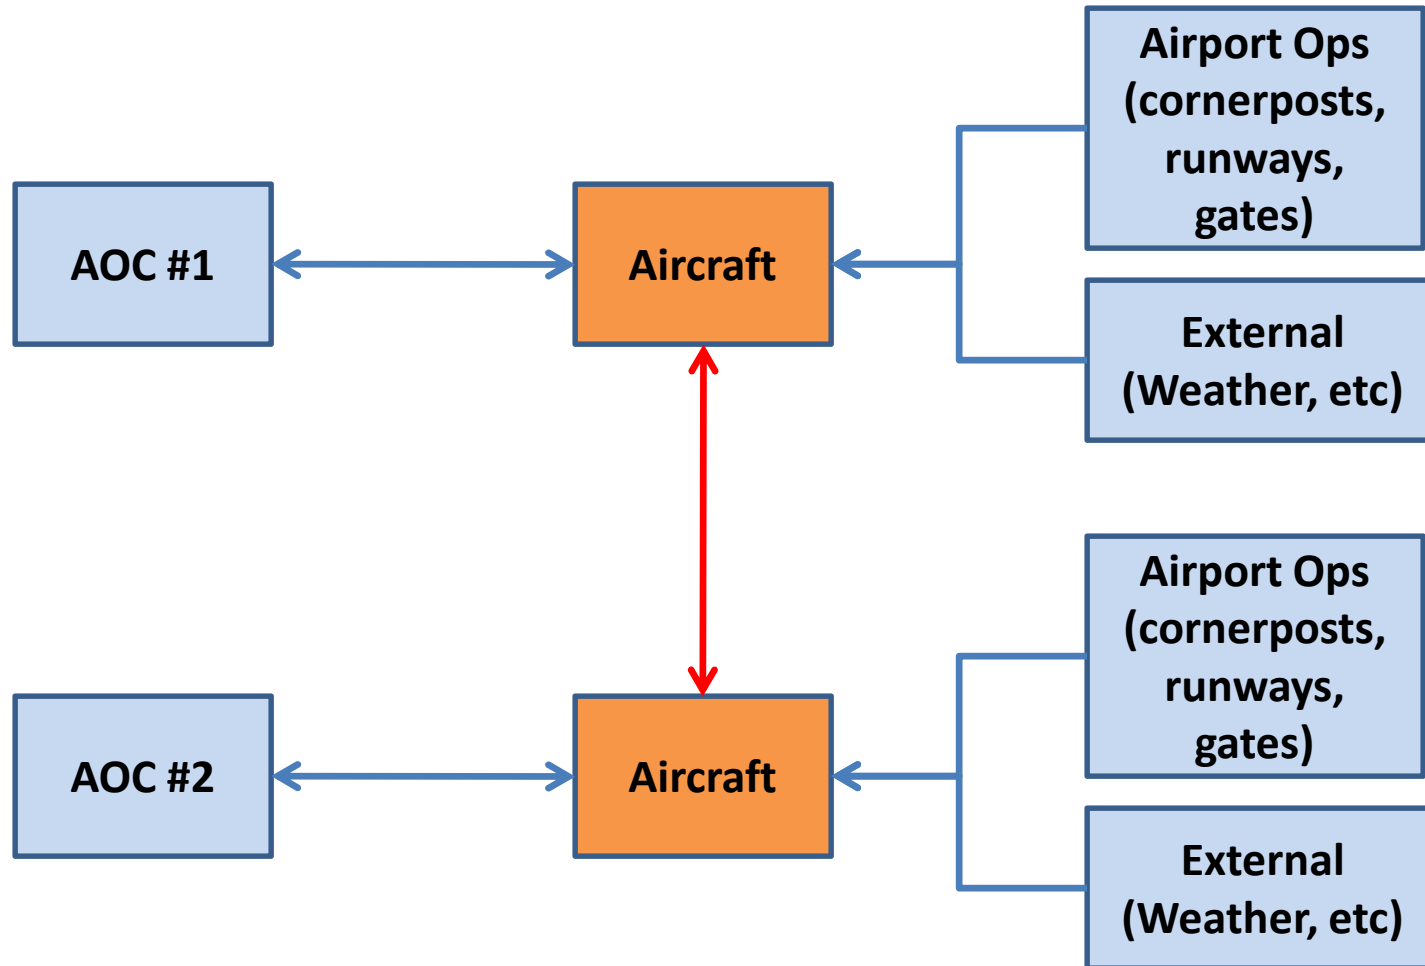 Airport Ops
(cornerposts,
runways,
gates)
AOC #1
Aircraft
External
(Weather, etc)
Airport Ops
(cornerposts,
runways,
gates)
AOC #2
Aircraft
External
(Weather, etc)